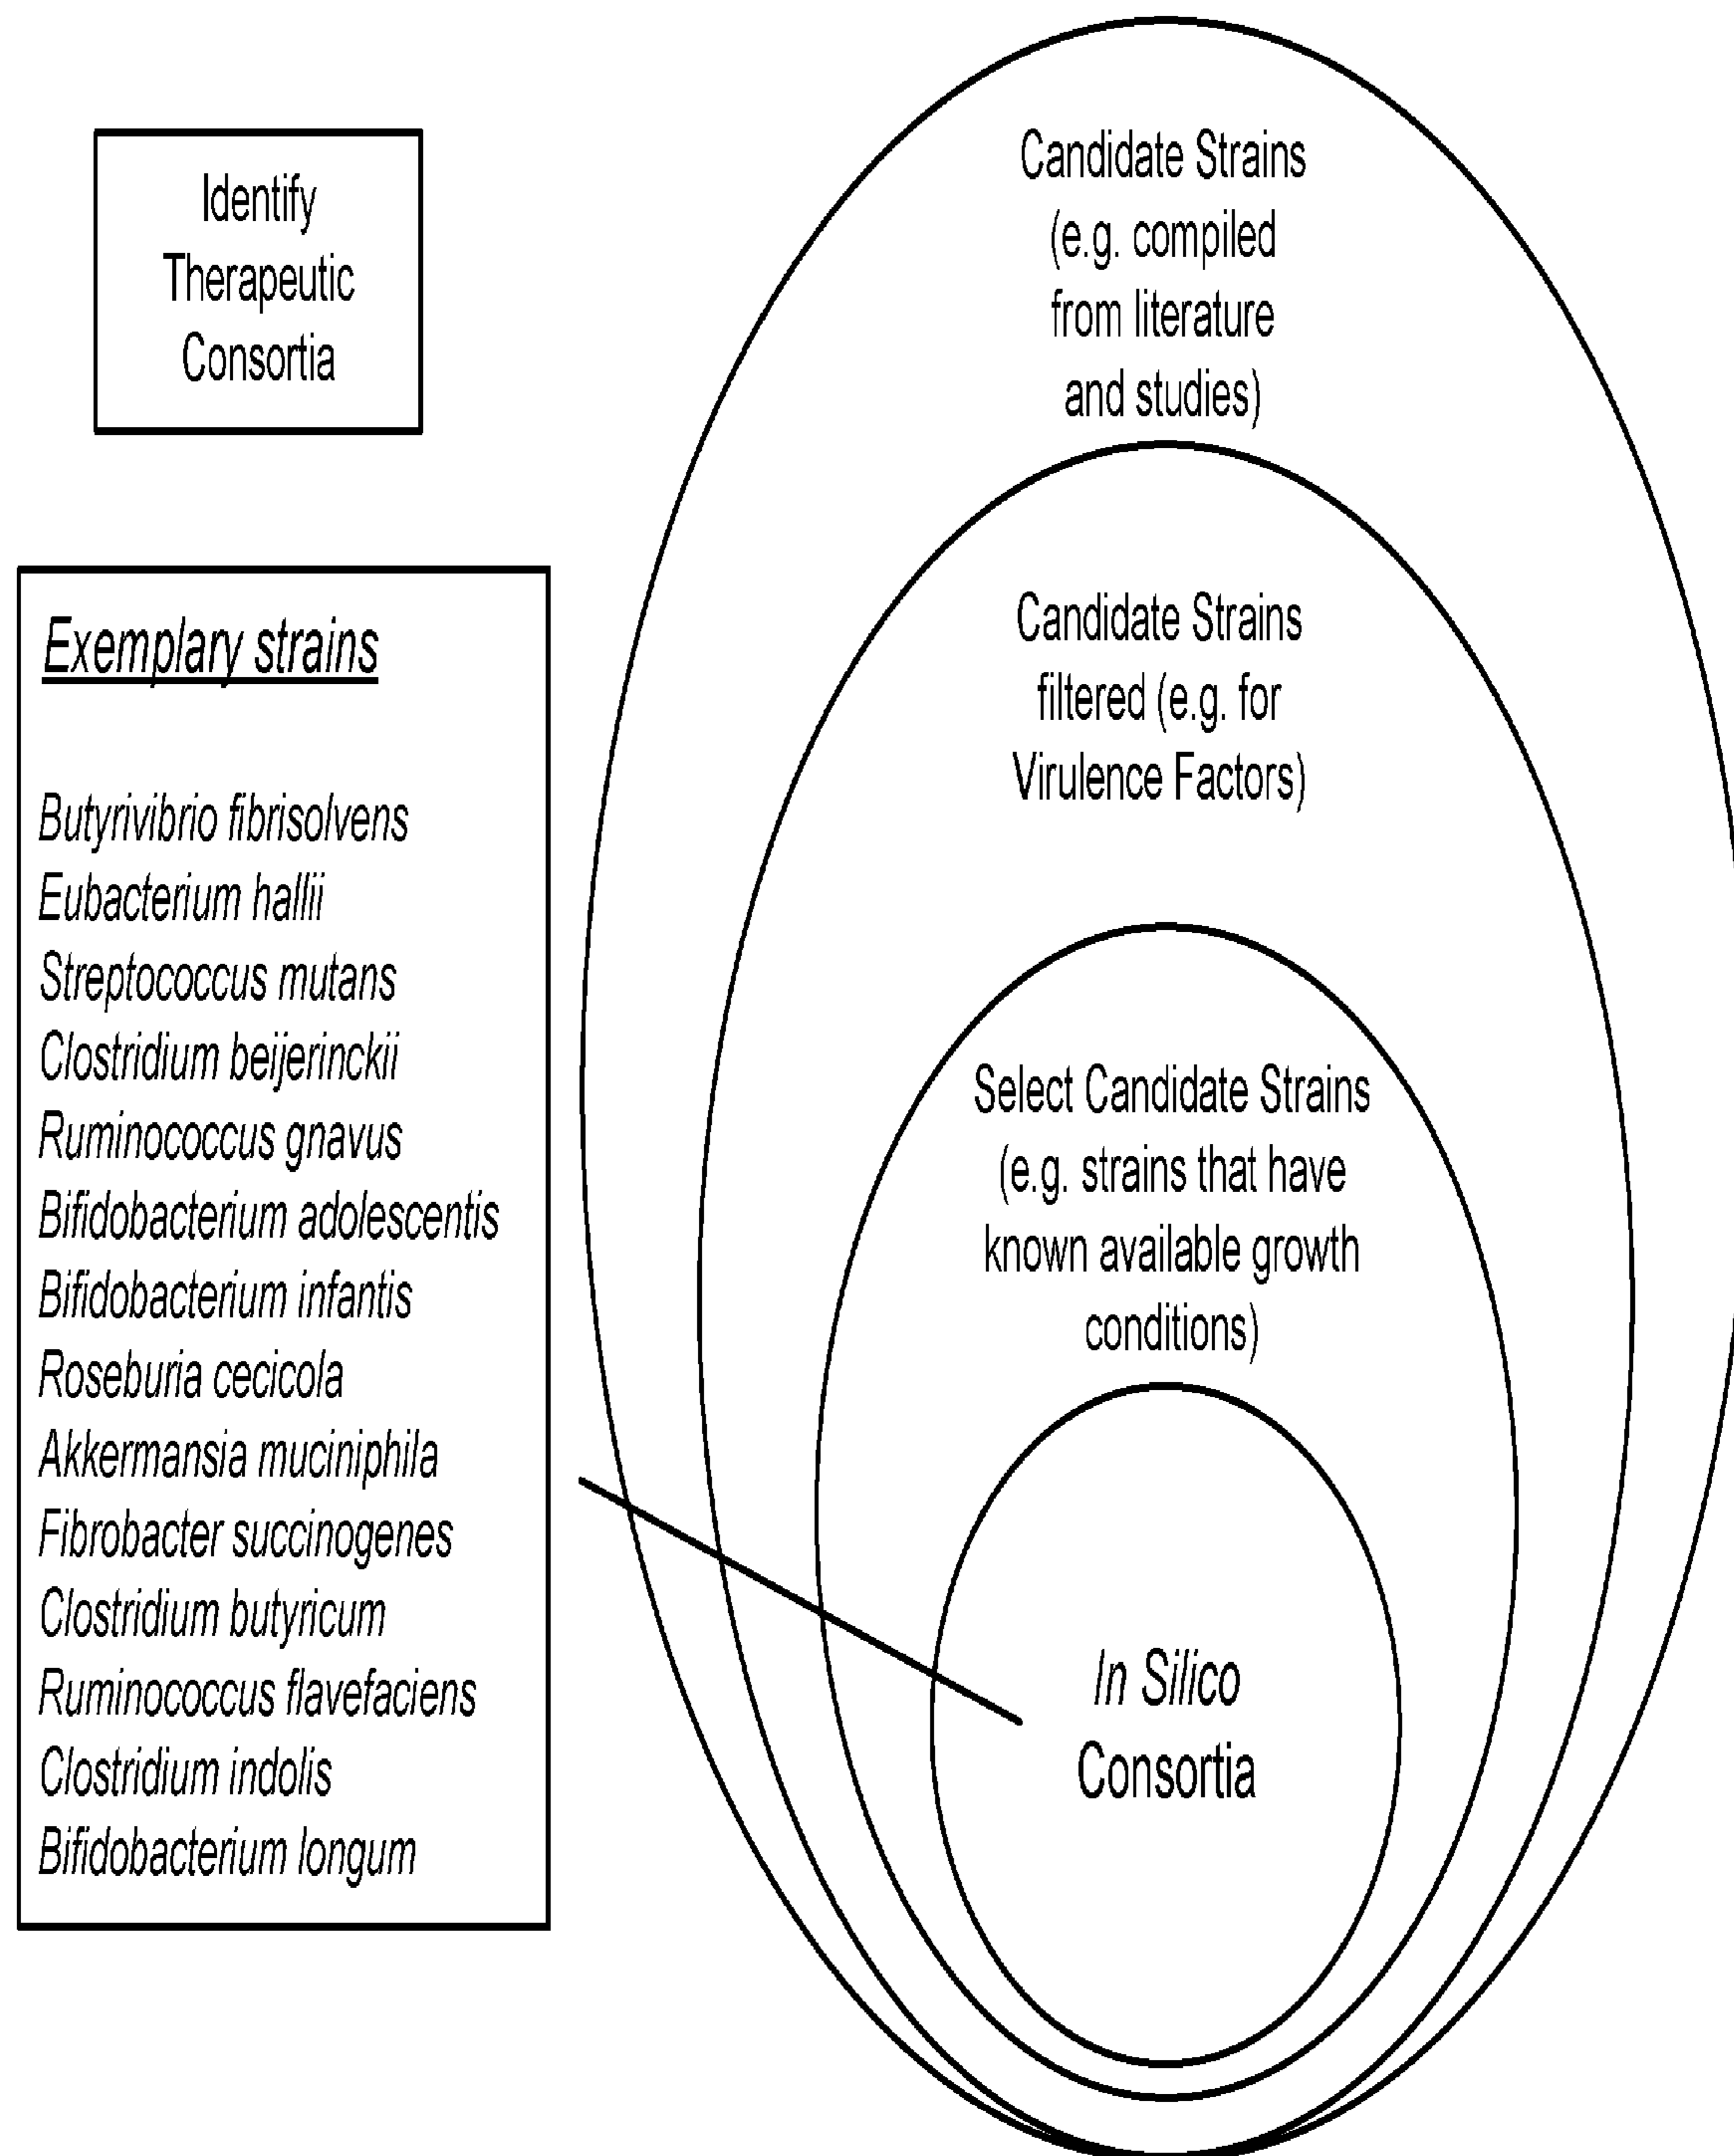 Identify
Therapeutic
Consortia
Exemplary strains
Butyrivibrio fibrisolvens
Eubacterium hallii
Streptococcus mutans
Clostridium beijerinckii
Ruminococcus gnavus
Bifidobacterium adolescentis
Bifidobacterium infantis
Roseburia cecicola
Akkermansia muciniphila
Fibrobacter succinogenes
Clostridium butyricum
Ruminococcus flavefaciens
Clostridium indolis
Bifidobacterium longum
Candidate Strains
(e.g. compiled
from literature
and studies)
Candidate Strains
filtered (e.g. for
Virulence Factors)
Select Candidate Strains
(e.g. strains that have
known available growth
conditions)
In Silico
Consortia